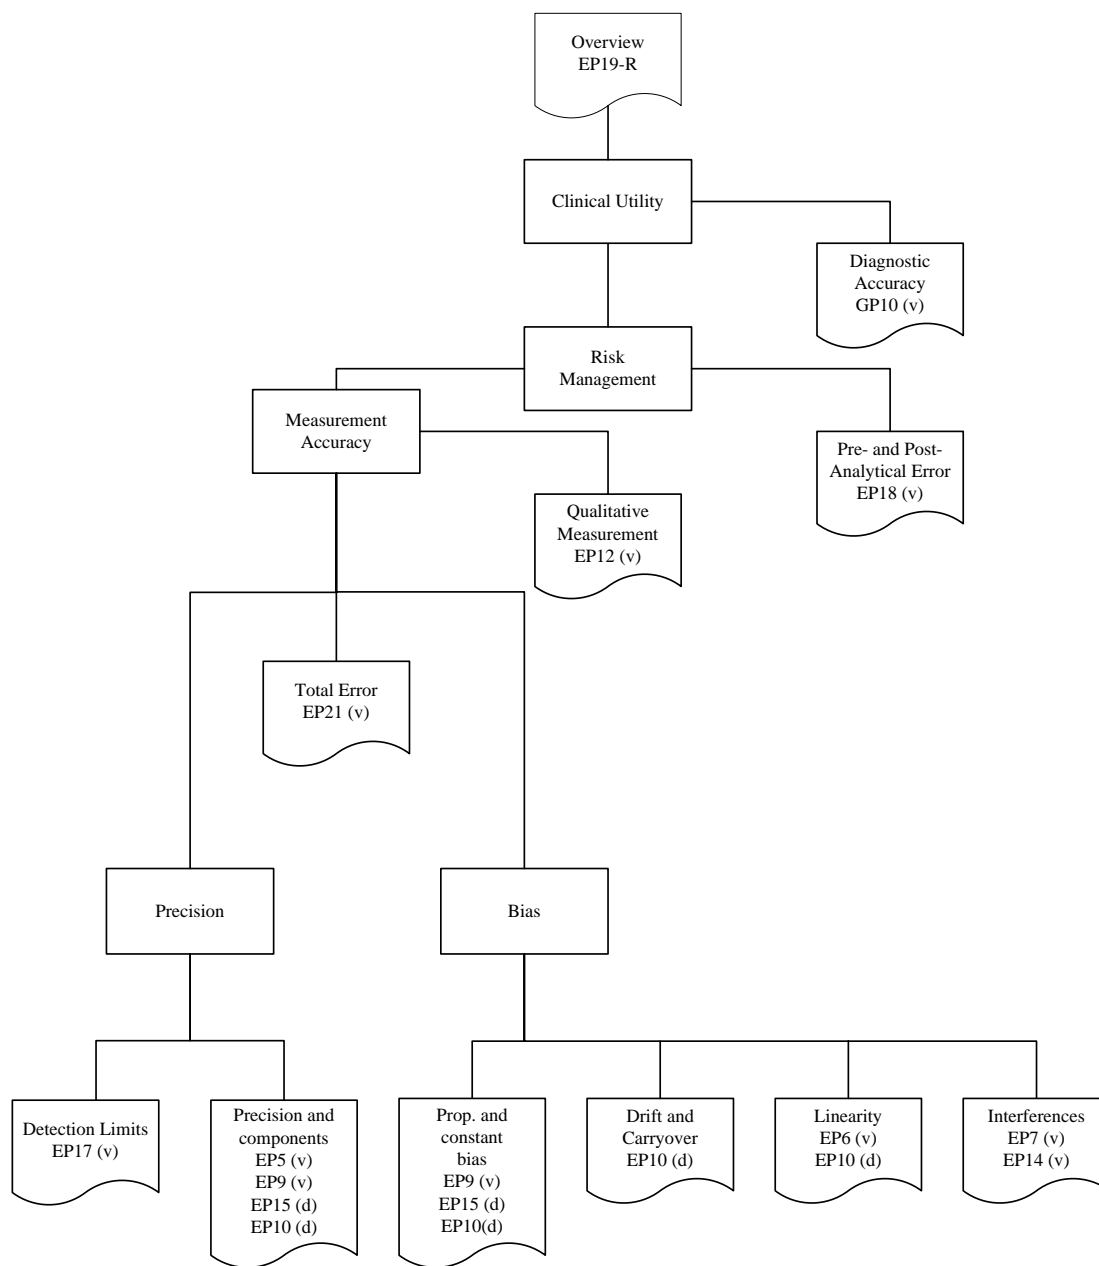 Overview
EP19-R
Clinical Utility
Diagnostic
Accuracy
GP10 (v)
Risk
Management
Measurement
Accuracy
Pre- and Post-
Analytical Error
EP18 (v)
Qualitative
Measurement
EP12 (v)
Total Error
EP21 (v)
Precision
Bias
Detection Limits
EP17 (v)
Precision and
components
EP5 (v)
EP9 (v)
EP15 (d)
EP10 (d)
Prop. and
constant
bias
EP9 (v)
EP15 (d)
EP10(d)
Drift and
Carryover
EP10 (d)
Linearity
EP6 (v)
EP10 (d)
Interferences
EP7 (v)
EP14 (v)